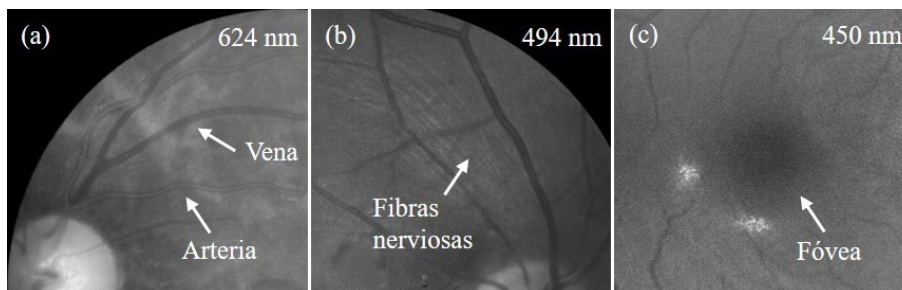 (a)
624 nm
Vena
Arteria
(b)
494 nm
Fibras
nerviosas
(c)
450 nm
Fóvea